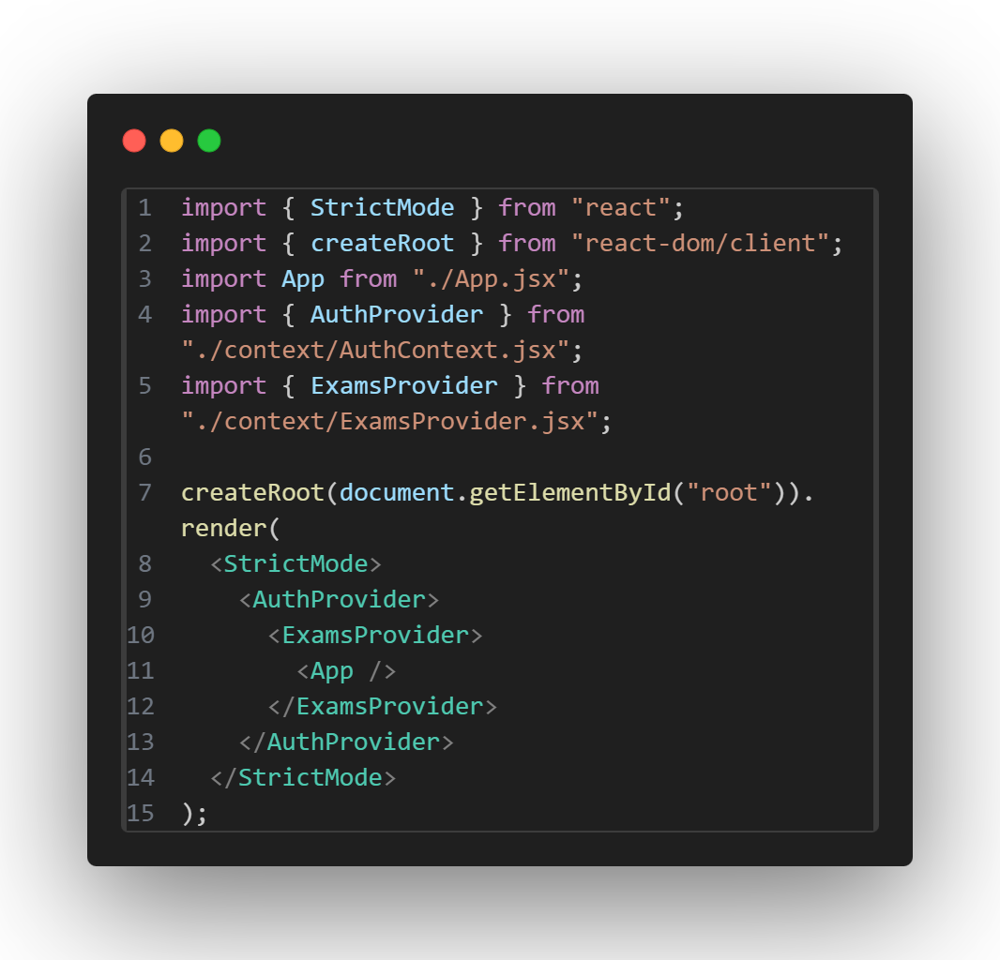 1 import { StrictMode } from "react";
2 import { createRoot } from "react-dom/client";
3 import App from "./App.jsx";
4 import { AuthProvider } from
"./context/AuthContext.jsx";
5 import { ExamsProvider } from
"./context/ExamsProvider.jsx";
6
7 createRoot(document.getElementById("root")).
render(
8   <StrictMode>
9     <AuthProvider>
10       <ExamsProvider>
11         <App />
12       </ExamsProvider>
13     </AuthProvider>
14   </StrictMode>
15 );